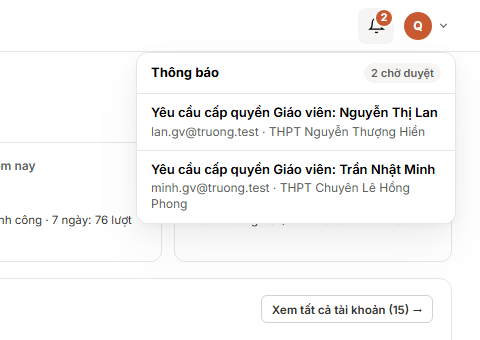 2
Q
Thông báo
2 chờ duyệt
Yêu cầu cấp quyền Giáo viên: Nguyễn Thị Lan
lan.gv@truong.test · THPT Nguyễn Thượng Hiền
Yêu cầu cấp quyền Giáo viên: Trần Nhật Minh
minh.gv@truong.test · THPT Chuyên Lê Hồng
Phong
m nay
nh công · 7 ngày: 76 lượt
Xem tất cả tài khoản (15) →